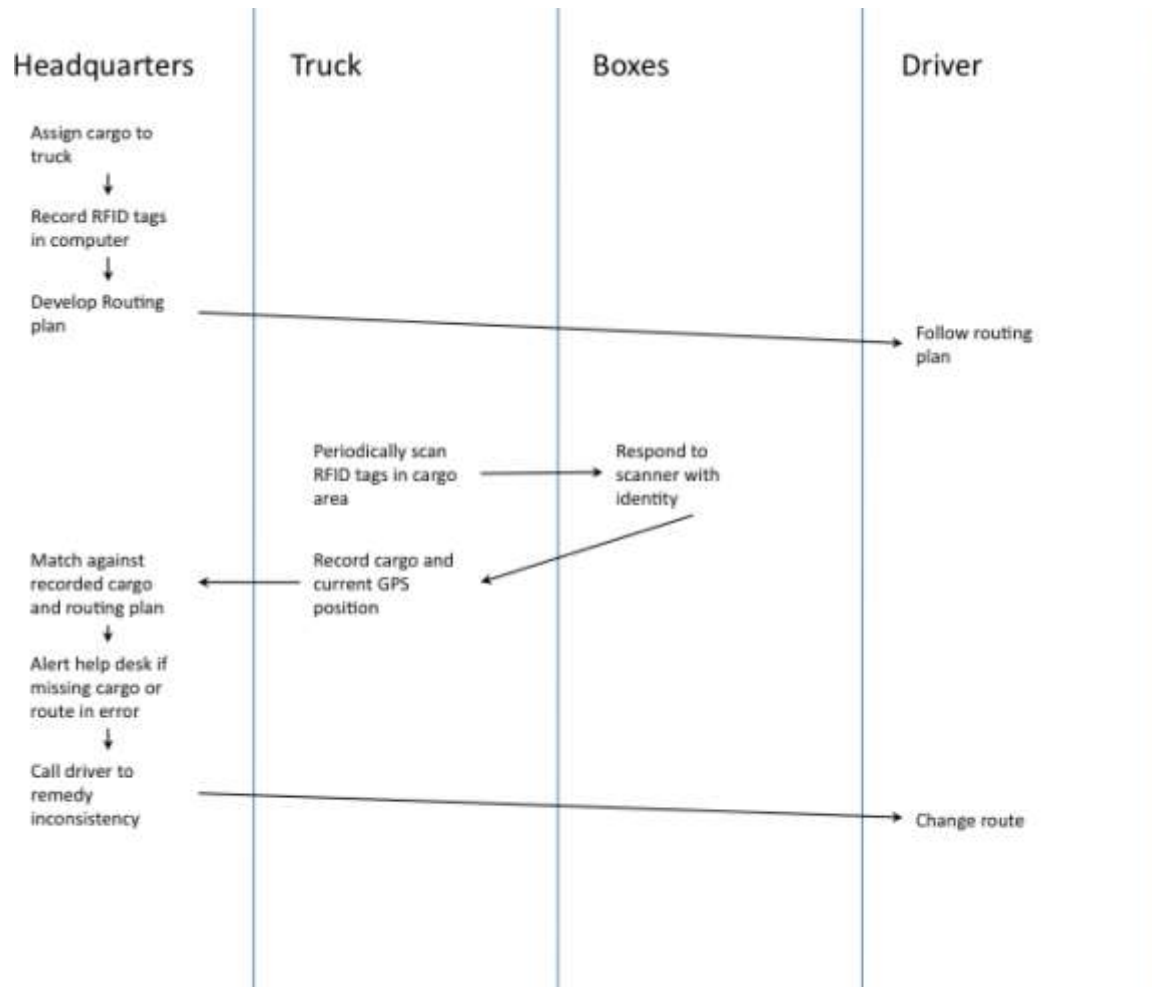 Headquarters
Truck
Boxes
Driver
Assign cargo to
truck
Record RFID tags
in computer
Develop Routing
plan
Follow routing
plan
Periodically scan
RFID tags in cargo
area
Respond to
scanner with
identity
Match against
recorded cargo
and routing plan
Record cargo and
current GPS
position
Alert help desk if
missing cargo or
route in error
Call driver to
remedy
inconsistency
Change route